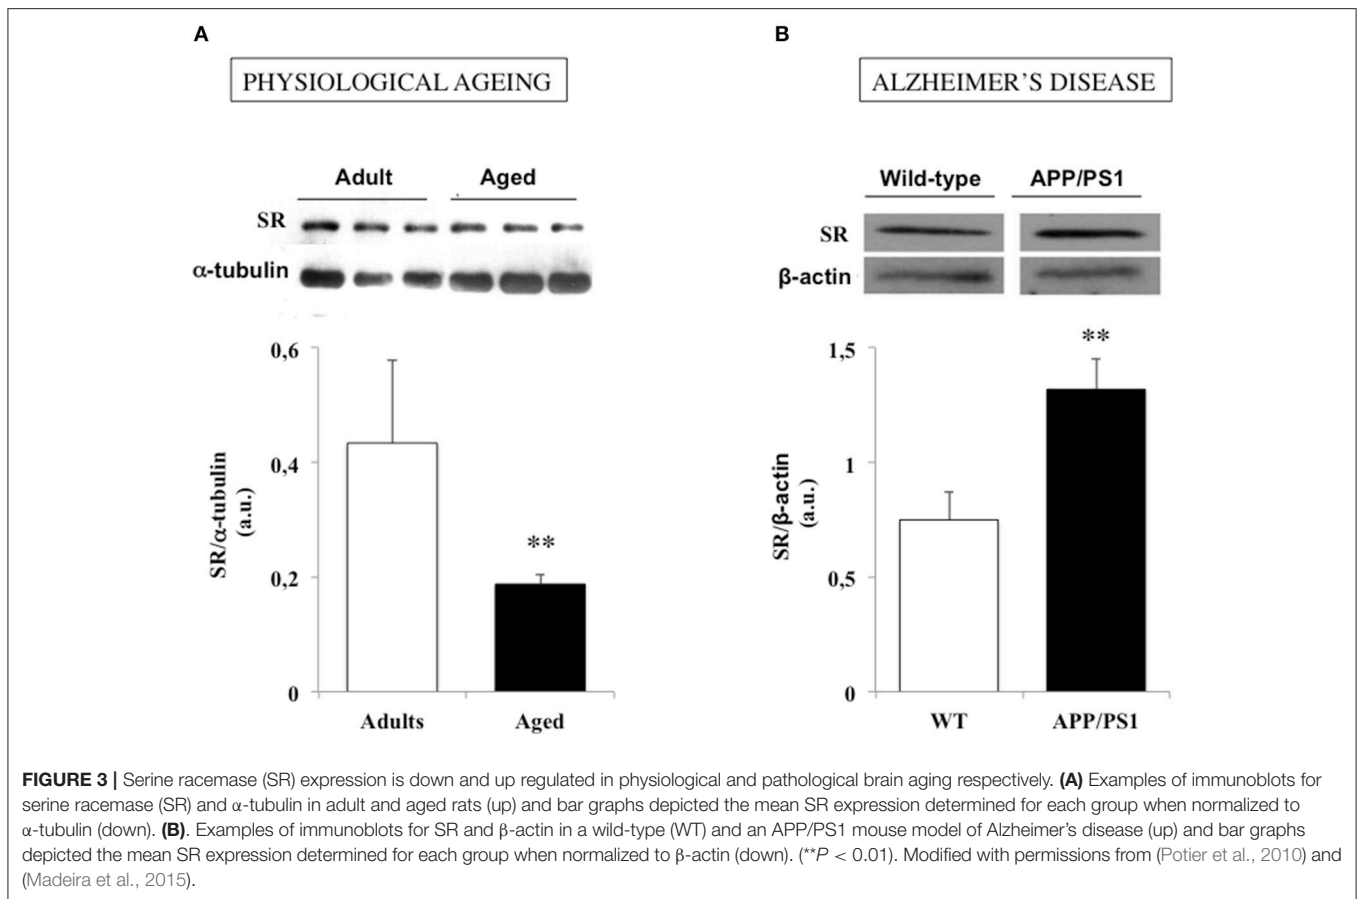 A
PHYSIOLOGICAL AGEING
Adult Aged
SR
α-tubulin
0,6
0,4
0,2
0
SR/α-tubulin
(a.u.)
**
Adults Aged
B
ALZHEIMER'S DISEASE
Wild-type APP/PS1
SR
β-actin
1,5
1
0,5
0
SR/β-actin
(a.u.)
**
WT APP/PS1
FIGURE 3 | Serine racemase (SR) expression is down and up regulated in physiological and pathological brain aging respectively. (A) Examples of immunoblots for
serine racemase (SR) and α-tubulin in adult and aged rats (up) and bar graphs depicted the mean SR expression determined for each group when normalized to
α-tubulin (down). (B). Examples of immunoblots for SR and β-actin in a wild-type (WT) and an APP/PS1 mouse model of Alzheimer's disease (up) and bar graphs
depicted the mean SR expression determined for each group when normalized to β-actin (down). (**P < 0.01). Modified with permissions from (Potier et al., 2010) and
(Madeira et al., 2015).